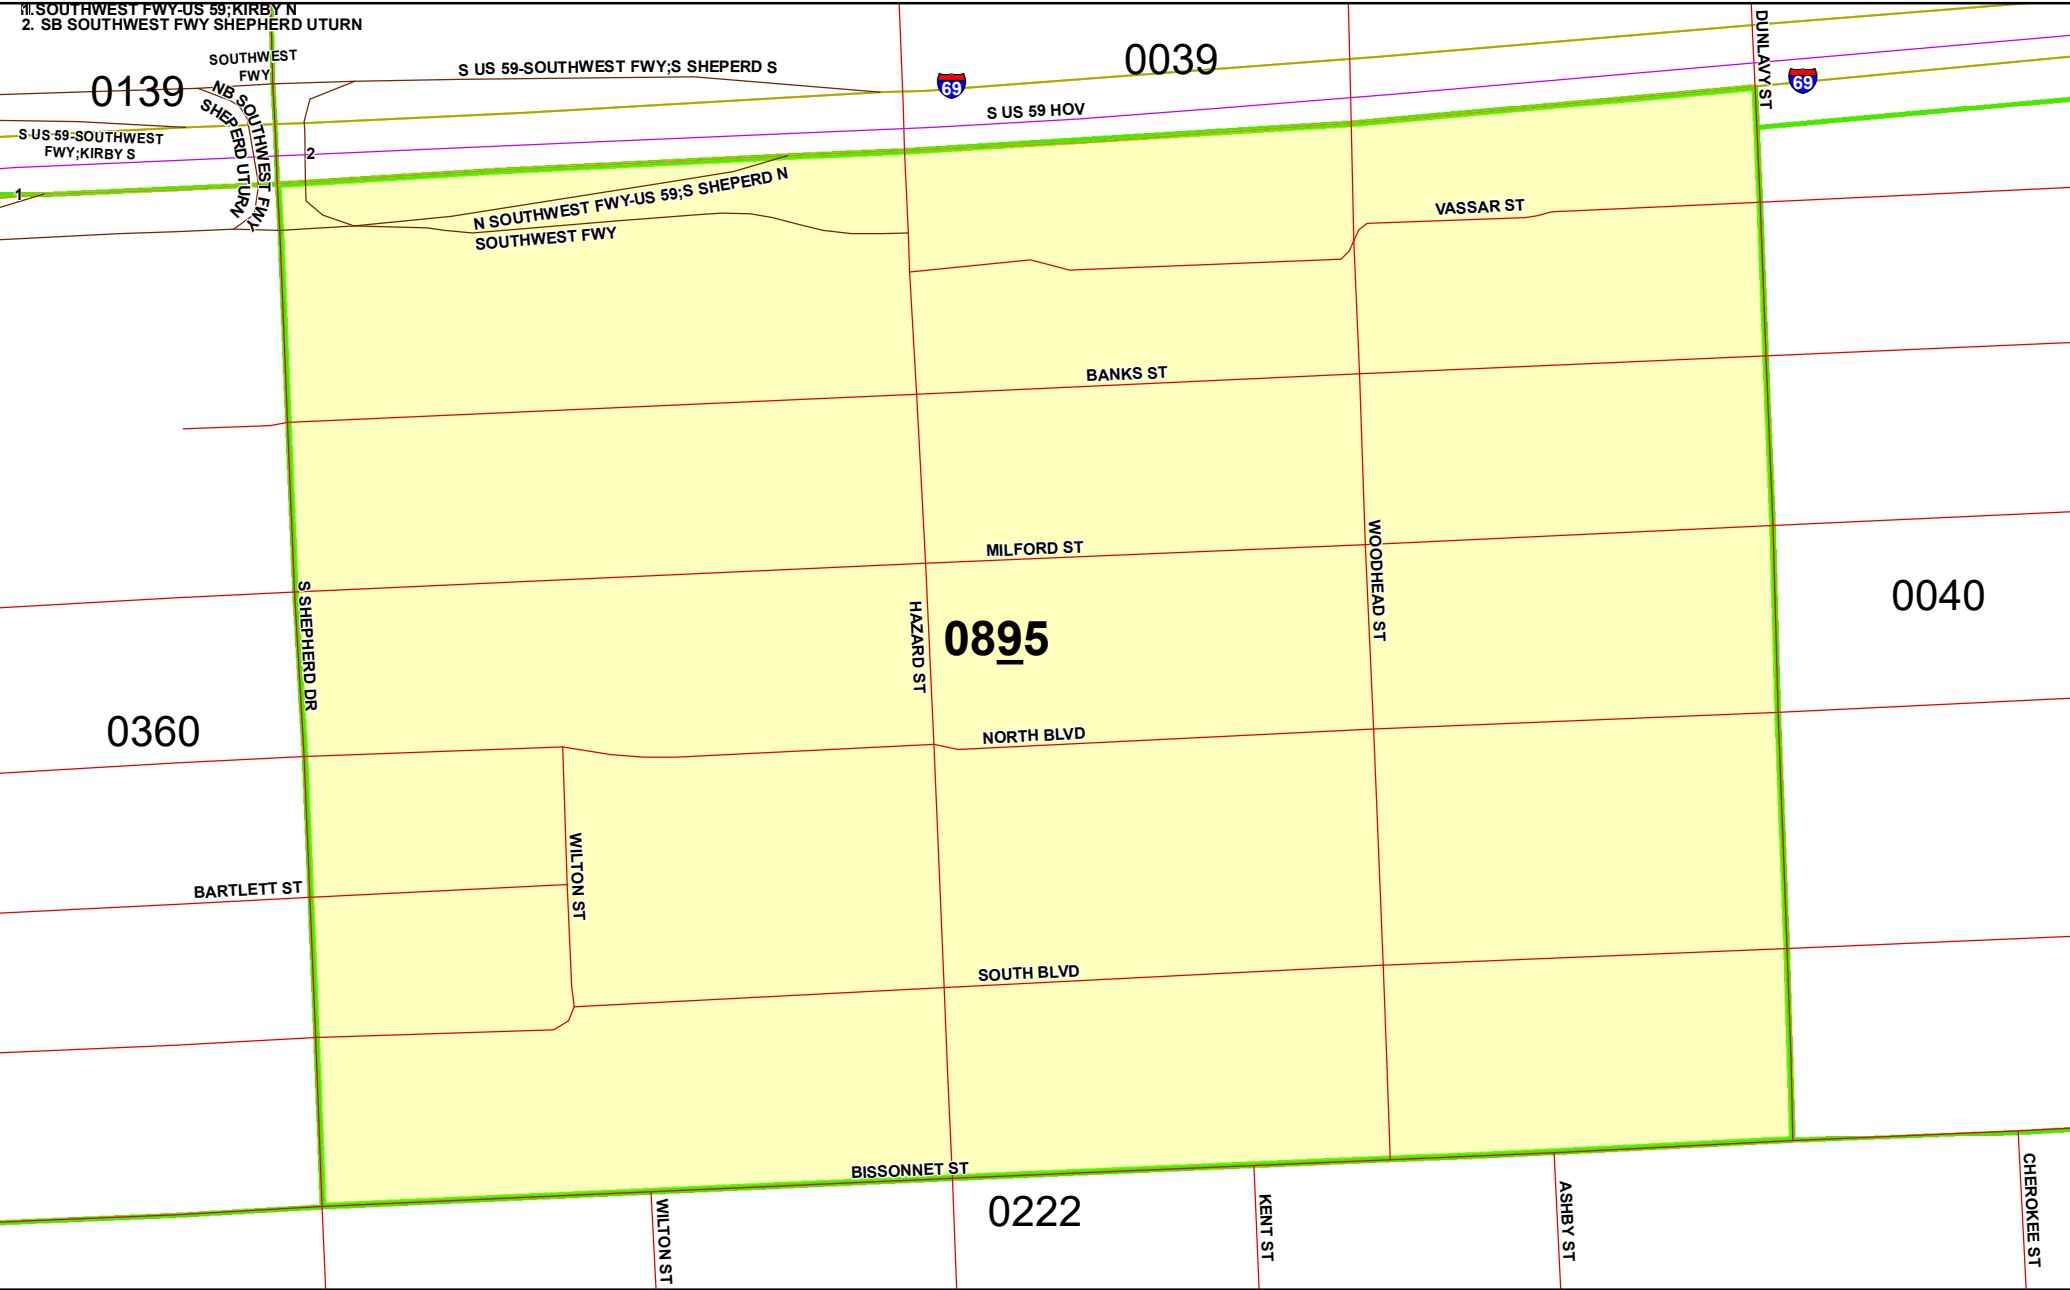 1. SOUTHWEST FWY-US 59;KIRBY N
2. SB SOUTHWEST FWY SHEPHERD UTURN
SOUTHWEST
FWY
S US 59-SOUTHWEST FWY;S SHEPERD S
69
0039
DUNLAVY ST
69
0139
NB SOUTHWEST FWY
SHEPERD UTURN
S US 59 HOV
S US 59-SOUTHWEST
FWY;KIRBY S
2
1
N SOUTHWEST FWY-US 59;S SHEPERD N
SOUTHWEST FWY
VASSAR ST
BANKS ST
MILFORD ST
WOODHEAD ST
S SHEPHERD DR
HAZARD ST
0895
0040
0360
NORTH BLVD
WILTON ST
BARTLETT ST
SOUTH BLVD
BISSONNET ST
0222
WILTON ST
KENT ST
ASHBY ST
CHEROKEE ST